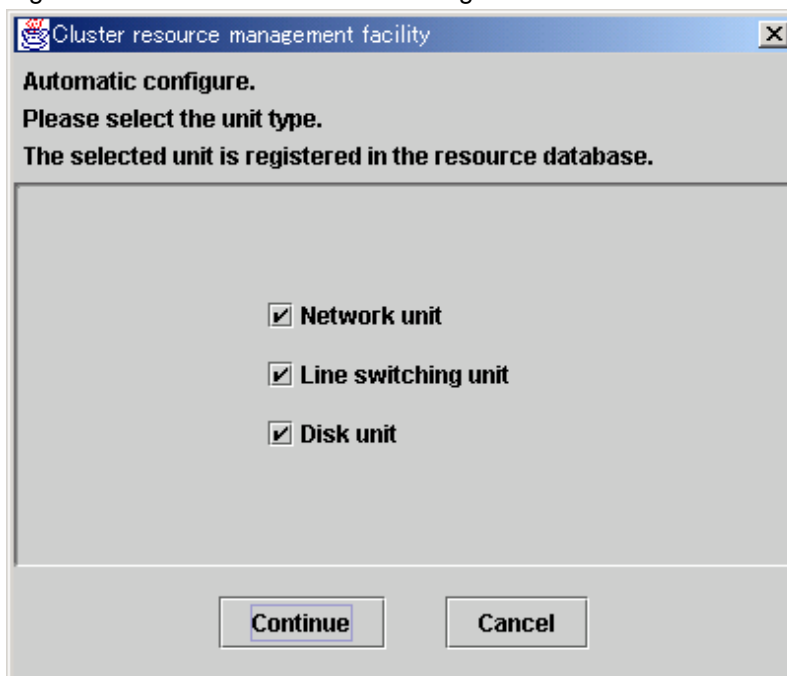 Cluster resource management facility
Automatic configure.
Please select the unit type.
The selected unit is registered in the resource database.
Network unit
Line switching unit
Disk unit
Continue Cancel